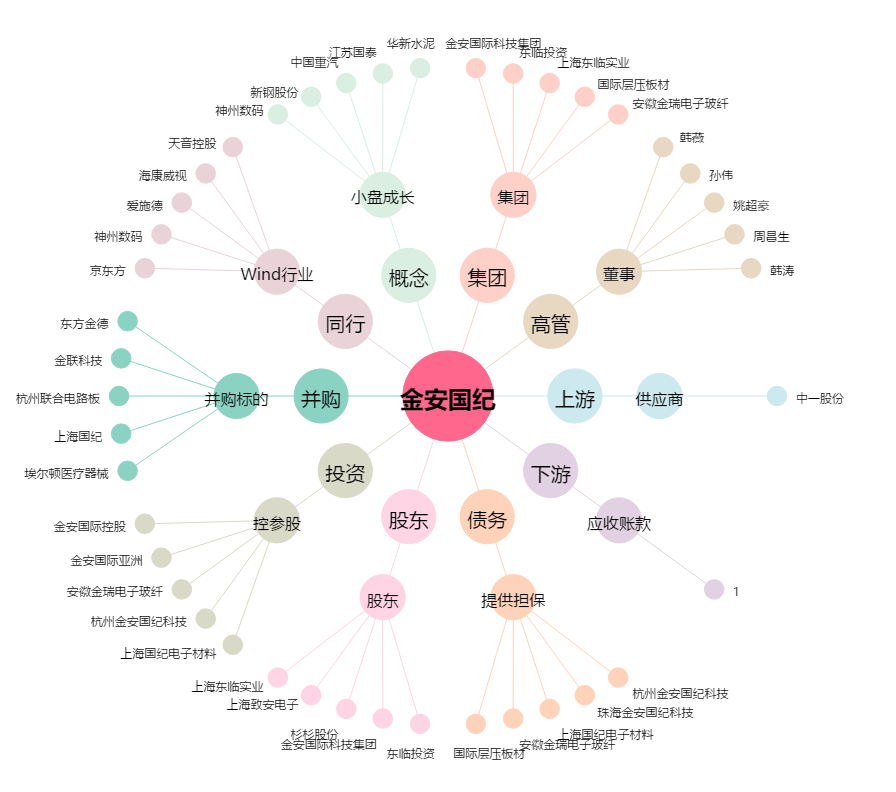 华新水泥
金安国际科技集团
江苏国泰
东临投资
中国重汽
上海东临实业
新钢股份
国际层压板材
神州数码
安徽金瑞电子玻纤
天音控股
韩薇
海康威视
孙伟
小盘成长
集团
爱施德
姚超豪
神州数码
周昌生
京东方
Wind行业
概念
集团
董事
韩涛
东方金德
同行
高管
金联科技
杭州联合电路板
并购标的
并购
金安国纪
上游
供应商
中一股份
上海国纪
埃尔顿医疗器械
投资
下游
金安国际控股
控参股
股东
债务
应收账款
金安国际亚洲
安徽金瑞电子玻纤
1
股东
提供担保
杭州金安国纪科技
上海国纪电子材料
上海东临实业
杭州金安国纪科技
上海致安电子
珠海金安国纪科技
杉杉股份
上海国纪电子材料
金安国际科技集团
安徽金瑞电子玻纤
东临投资
国际层压板材